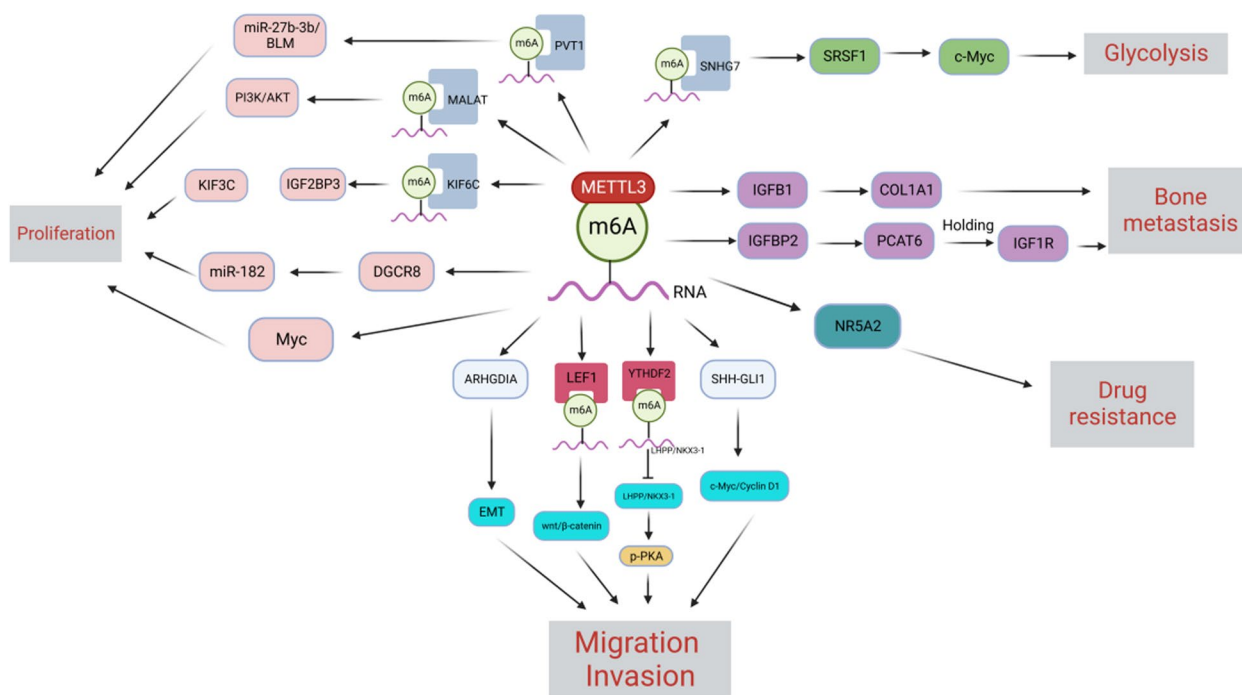 miR-27b-3b/
BLM
m6A
PVT1
m6A
SNHG7
SRSF1
c-Myc
Glycolysis
PI3K/AKT
m6A
MALAT
KIF3C
IGF2BP3
m6A
KIF6C
METTL3
m6A
RNA
IGFB1
COL1A1
Bone
metastasis
IGFBP2
PCAT6
Holding
IGF1R
Proliferation
miR-182
DGCR8
Myc
NR5A2
Drug
resistance
ARHGDIA
LEF1
m6A
YTHDF2
m6A
LHPP/NKX3-1
SHH-GLI1
EMT
wnt/β-catenin
LHPP/NKX3-1
p-PKA
c-Myc/Cyclin D1
Migration
Invasion